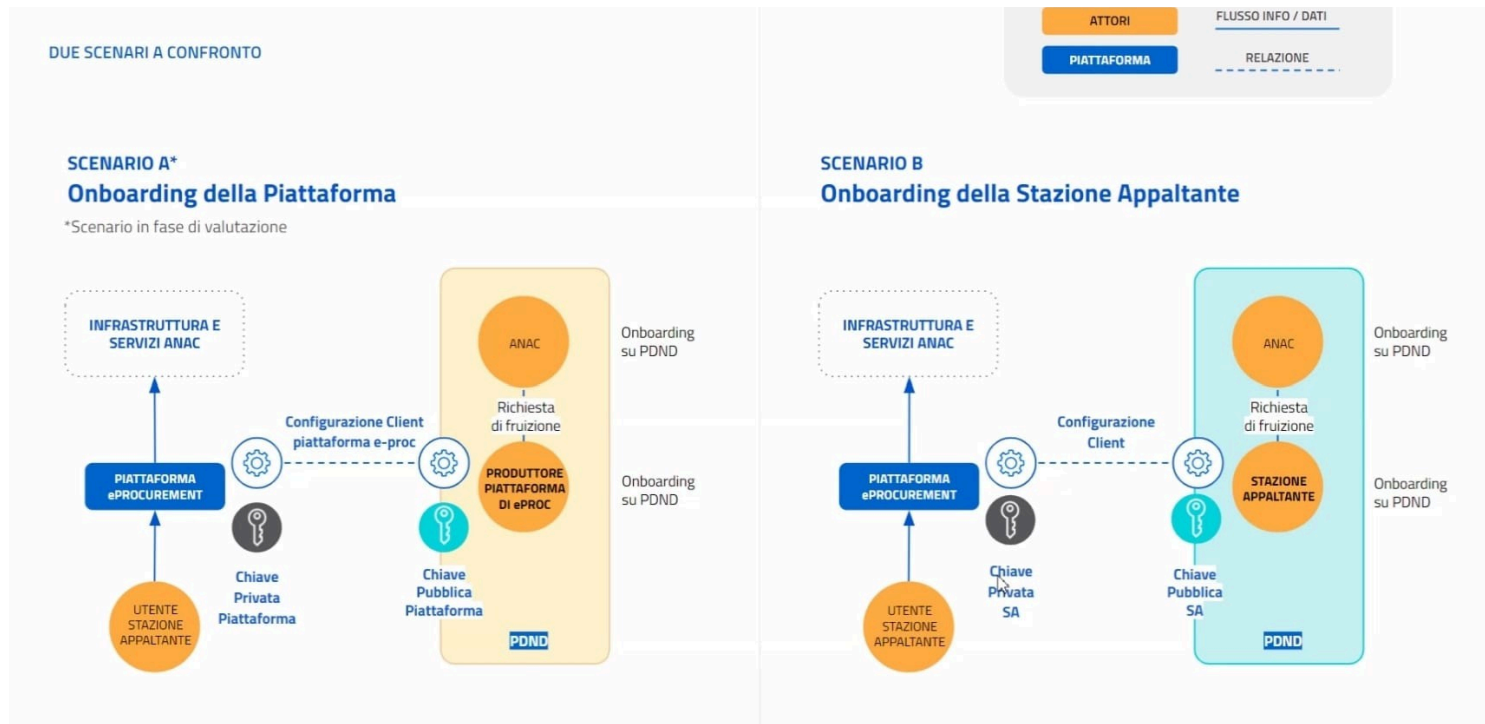 ATTORI
FLUSSO INFO / DATI
PIATTAFORMA
RELAZIONE
DUE SCENARI A CONFRONTO
SCENARIO A*
Onboarding della Piattaforma
*Scenario in fase di valutazione
INFRASTRUTTURA E
SERVIZI ANAC
ANAC
Onboarding
su PDND
Richiesta
di fruizione
Configurazione Client
piattaforma e-proc
PIATTAFORMA
ePROCUREMENT
PRODUTTORE
PIATTAFORMA
DI ePROC
Onboarding
su PDND
Chiave
Privata
Piattaforma
Chiave
Pubblica
Piattaforma
UTENTE
STAZIONE
APPALTANTE
PDND
SCENARIO B
Onboarding della Stazione Appaltante
INFRASTRUTTURA E
SERVIZI ANAC
ANAC
Onboarding
su PDND
Richiesta
di fruizione
Configurazione
Client
PIATTAFORMA
ePROCUREMENT
STAZIONE
APPALTANTE
Onboarding
su PDND
Chiave
Privata
SA
Chiave
Pubblica
SA
UTENTE
STAZIONE
APPALTANTE
PDND